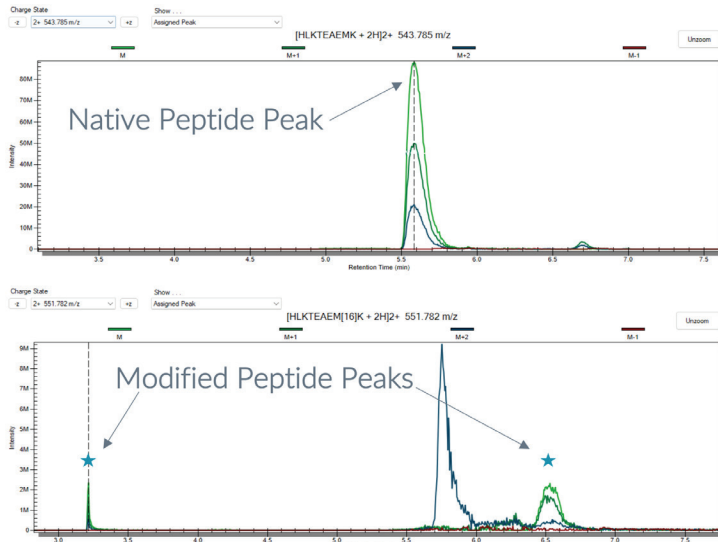 Charge State
Show . . .
-z 2+ 543.785 m/z +z Assigned Peak
[HLKTEAEMK + 2H]2+ 543.785 m/z
Unzoom
M M+1 M+2 M-1
80M
70M
60M
50M
40M
30M
20M
10M
0
Intensity
Native Peptide Peak
3.5 4.0 4.5 5.0 5.5 6.0 6.5 7.0 7.5
Retention Time (min)
Charge State
Show . . .
-z 2+ 551.782 m/z +z Assigned Peak
[HLKTEAEM[16]K + 2H]2+ 551.782 m/z
Unzoom
M M+1 M+2 M-1
9M
8M
7M
6M
5M
4M
3M
2M
1M
0
Intensity
Modified Peptide Peaks
3.0 3.5 4.0 4.5 5.0 5.5 6.0 6.5 7.0 7.5